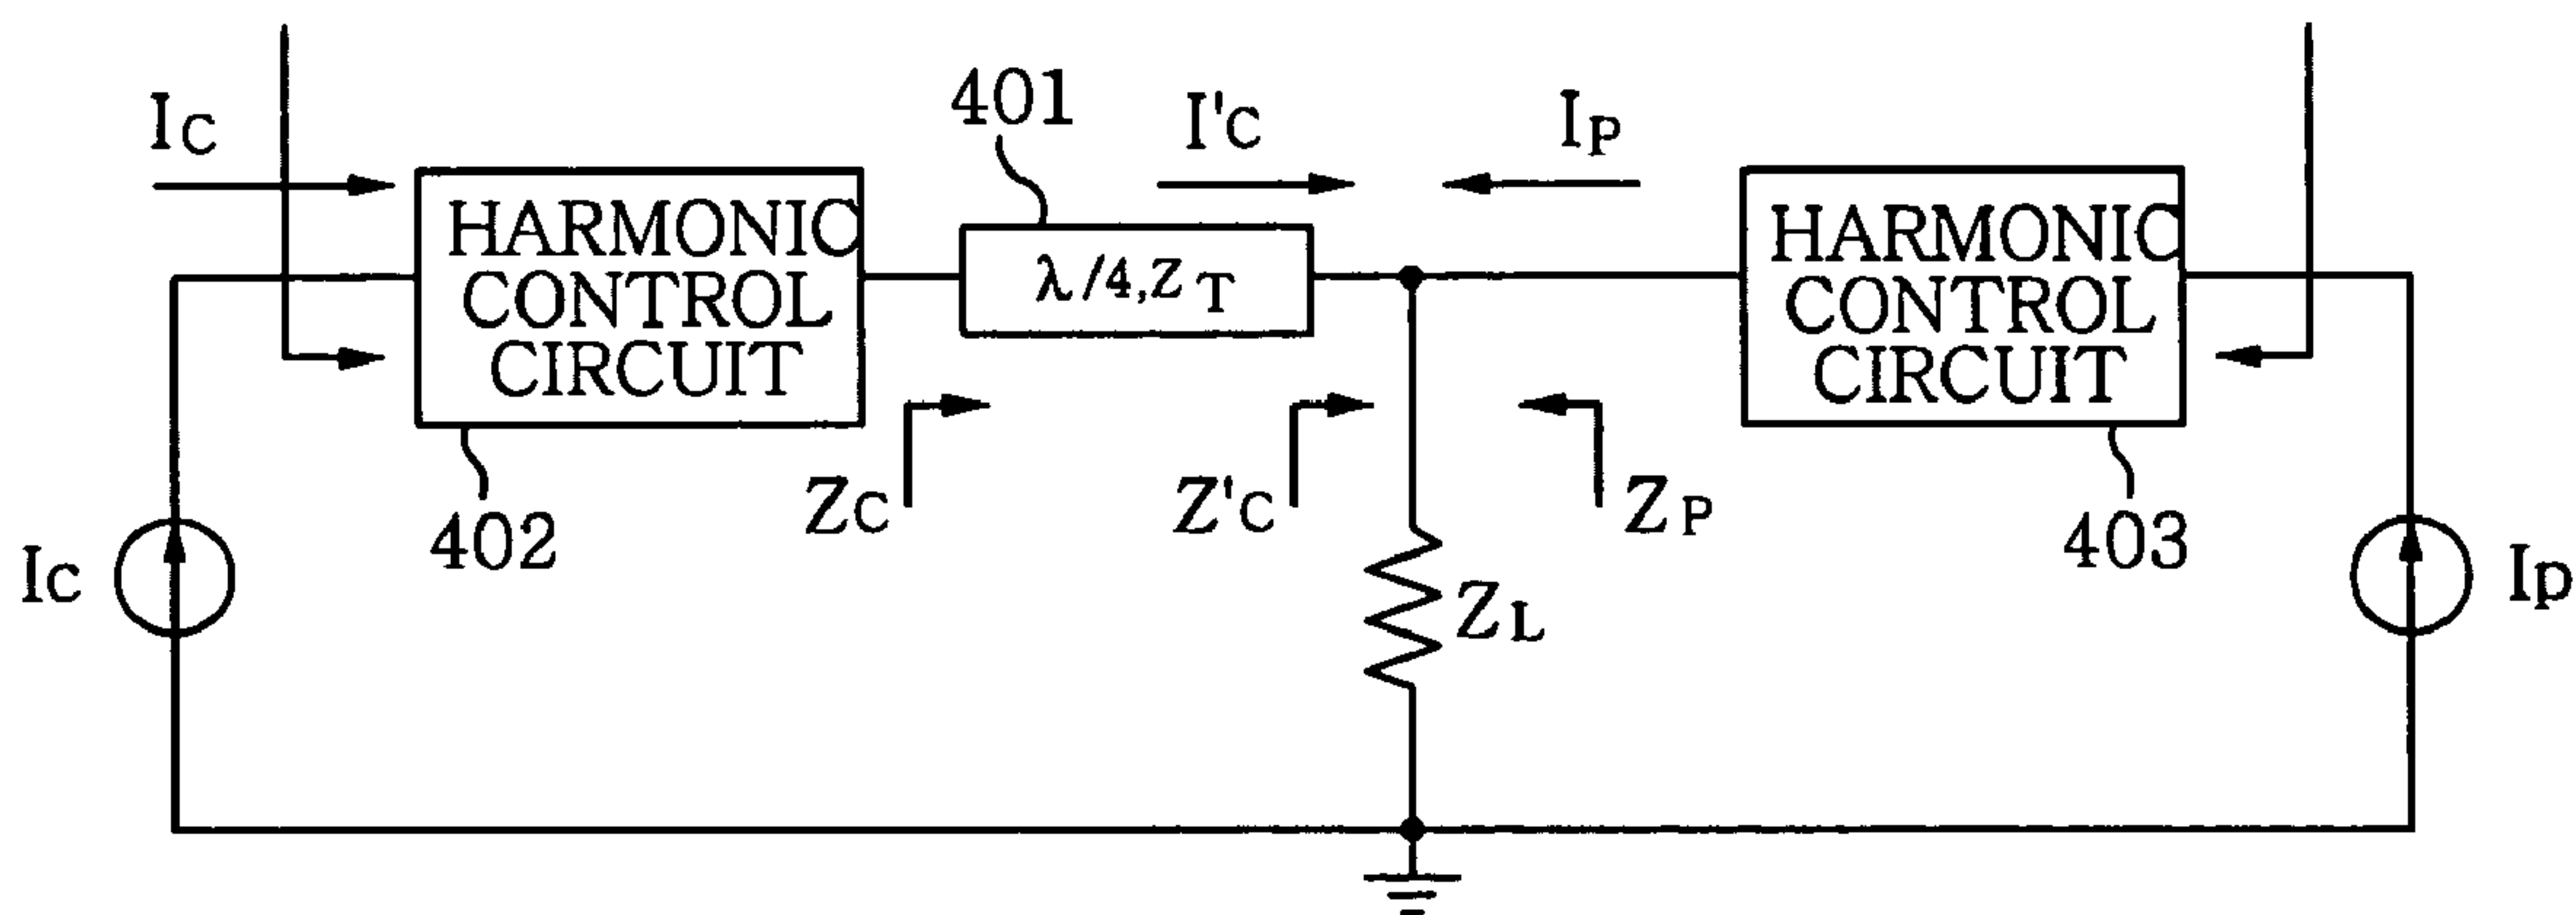 IC
401
I'C
IP
HARMONIC
CONTROL
CIRCUIT
λ/4,ZT
HARMONIC
CONTROL
CIRCUIT
ZC
Z'C
ZP
402
403
IC
ZL
Ip